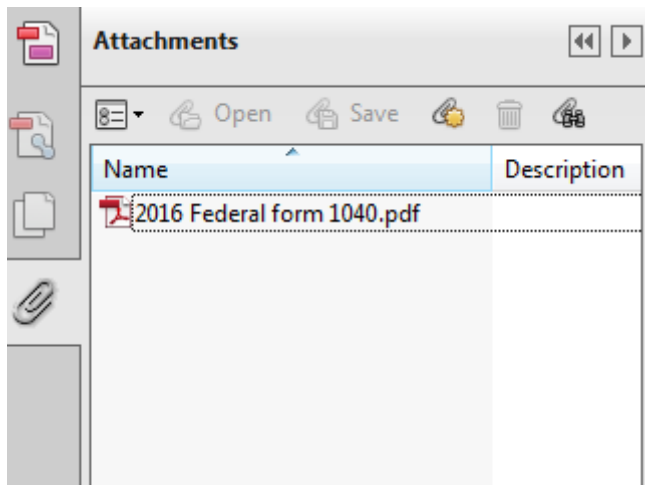 Attachments
Open Save
Name Description
2016 Federal form 1040.pdf